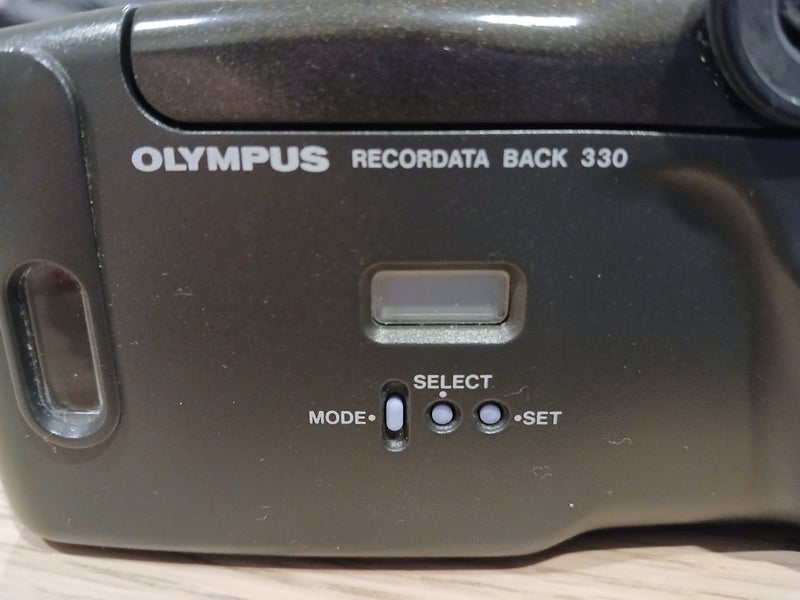 OLYMPUS RECORDATA BACK 330
SELECT
MODE• •SET